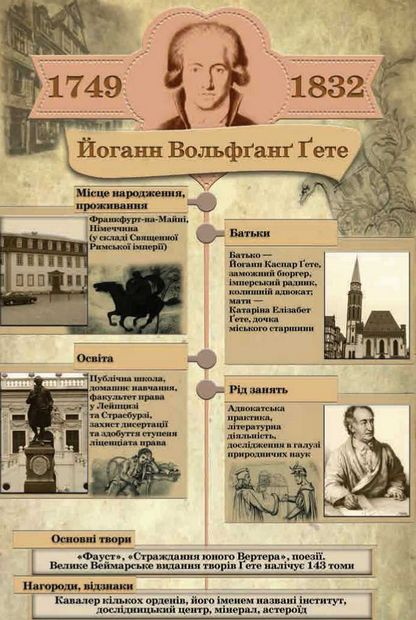 1749
1832
Йоганн Вольфґанґ Ґете
Місце народження,
проживання
Франкфурт-на-Майні,
Німеччина
(у складі Священної
Римської імперії)
Батьки
Батько —
Йоганн Каспар Ґете,
заможний бюргер,
імперський радник,
колишній адвокат;
мати —
Катаріна Елізабет
Ґете, дочка
міського старшини
Освіта
Публічна школа,
домашнє навчання,
факультет права
у Лейпцизі
та Страсбурзі,
захист дисертації
та здобуття ступеня
ліценціата права
Рід занять
Адвокатська
практика,
літературна
діяльність,
дослідження в галузі
природничих наук
Основні твори
«Фауст», «Страждання юного Вертера», поезії.
Велике Веймарське видання творів Ґете налічує 143 томи
Нагороди, відзнаки
Кавалер кількох орденів, його іменем названі інститут,
дослідницький центр, мінерал, астероїд